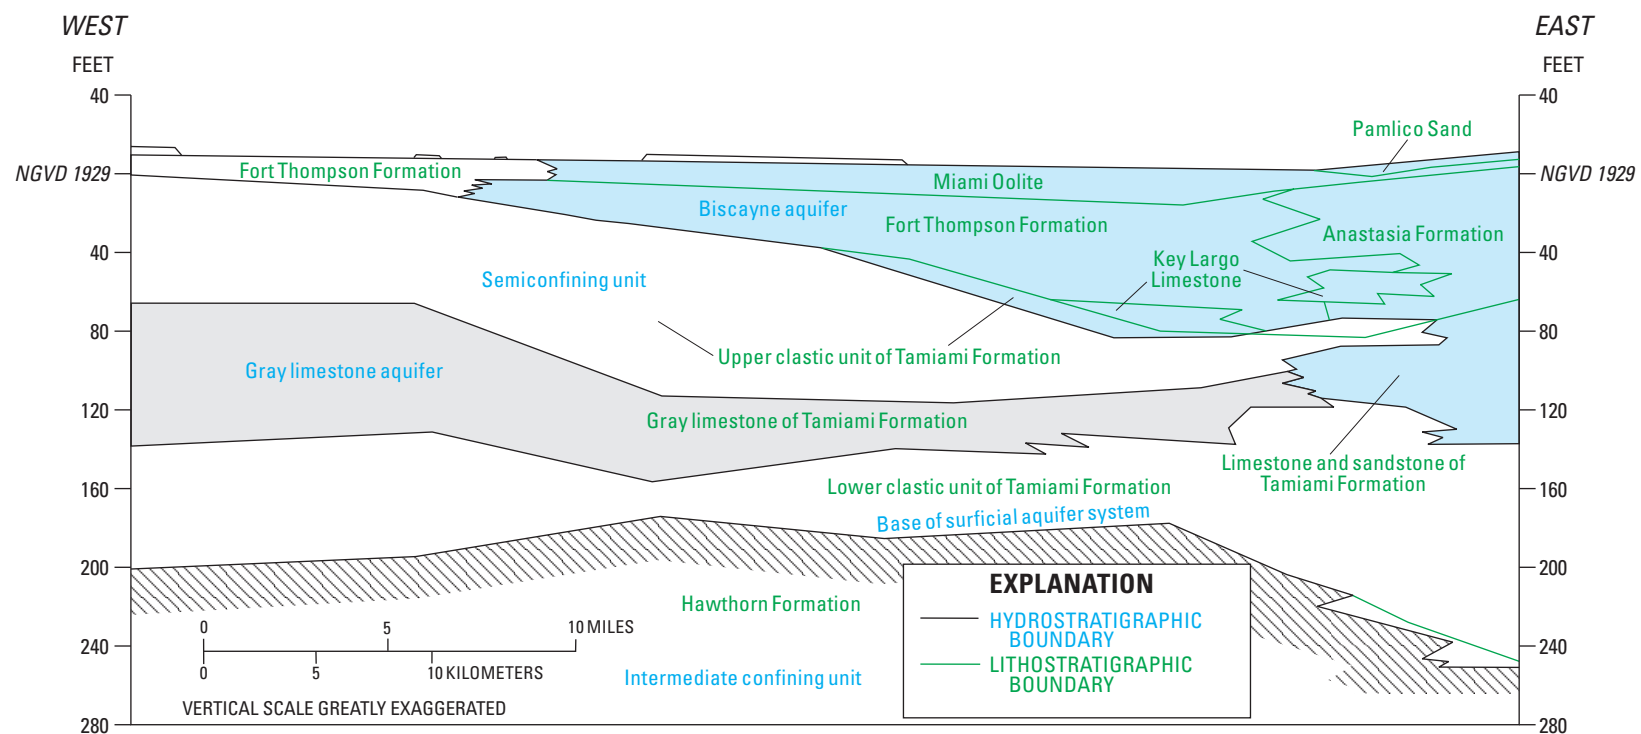 WEST
EAST
FEET
FEET
40
40
Pamlico Sand
NGVD 1929
Fort Thompson Formation
Miami Oolite
NGVD 1929
Biscayne aquifer
Fort Thompson Formation
Anastasia Formation
40
Key Largo
Limestone
40
Semiconfining unit
80
80
Upper clastic unit of Tamiami Formation
Gray limestone aquifer
120
Gray limestone of Tamiami Formation
120
Limestone and sandstone of
Tamiami Formation
160
Lower clastic unit of Tamiami Formation
160
Base of surficial aquifer system
200
200
EXPLANATION
HYDROSTRATIGRAPHIC
BOUNDARY
LITHOSTRATIGRAPHIC
BOUNDARY
Hawthorn Formation
0 5 10 MILES
240
240
0 5 10 KILOMETERS
Intermediate confining unit
VERTICAL SCALE GREATLY EXAGGERATED
280
280